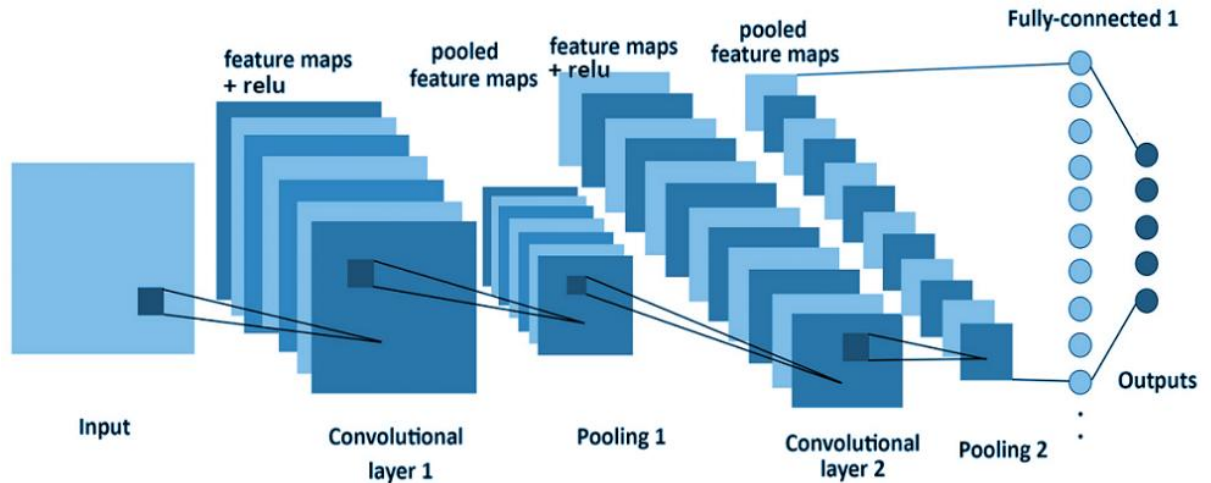 Fully-connected 1
feature maps
+ relu
pooled
feature maps
feature maps
+ relu
pooled
feature maps
Input
Convolutional
layer 1
Pooling 1
Convolutional
layer 2
Pooling 2
Outputs